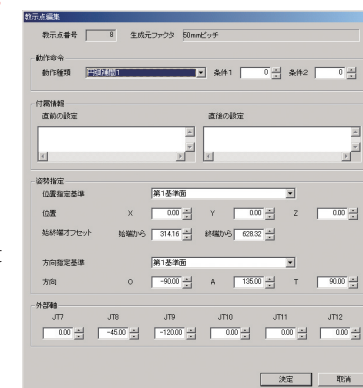 教示点編集
教示点番号 8 生成元ファクタ 50mmピッチ
動作命令
動作種類 共調補間1 条件1 0 条件2 0
付属情報
直前の設定 直後の設定
姿勢指定
位置指定基準 第1基準面
位置 X 0.00 Y 0.00 Z 0.00
始終端オフセット 始端から 314.16 終端から 628.32
方向指定基準 第1基準面
方向 O -90.00 A 135.00 T 90.00
外部軸
JT7 JT8 JT9 JT10 JT11 JT12
0.00 -45.00 -120.00 0.00 0.00 0.00
決定 取消